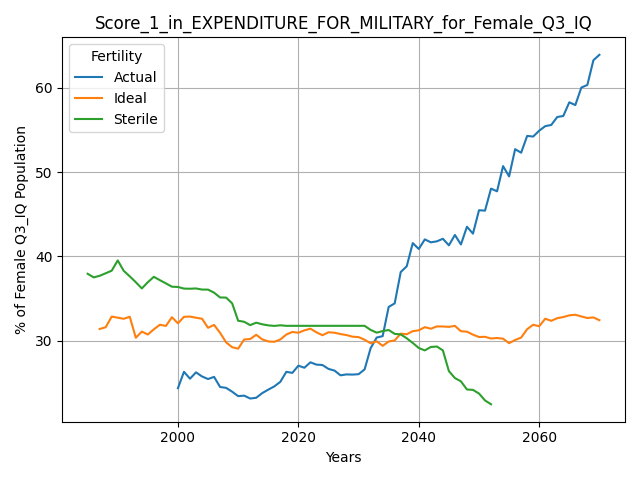 Score_1_in_EXPENDITURE_FOR_MILITARY_for_Female_Q3_IQ
Fertility
Actual
Ideal
Sterile
% of Female Q3_IQ Population
60
50
40
30
2000
2020
2040
2060
Years